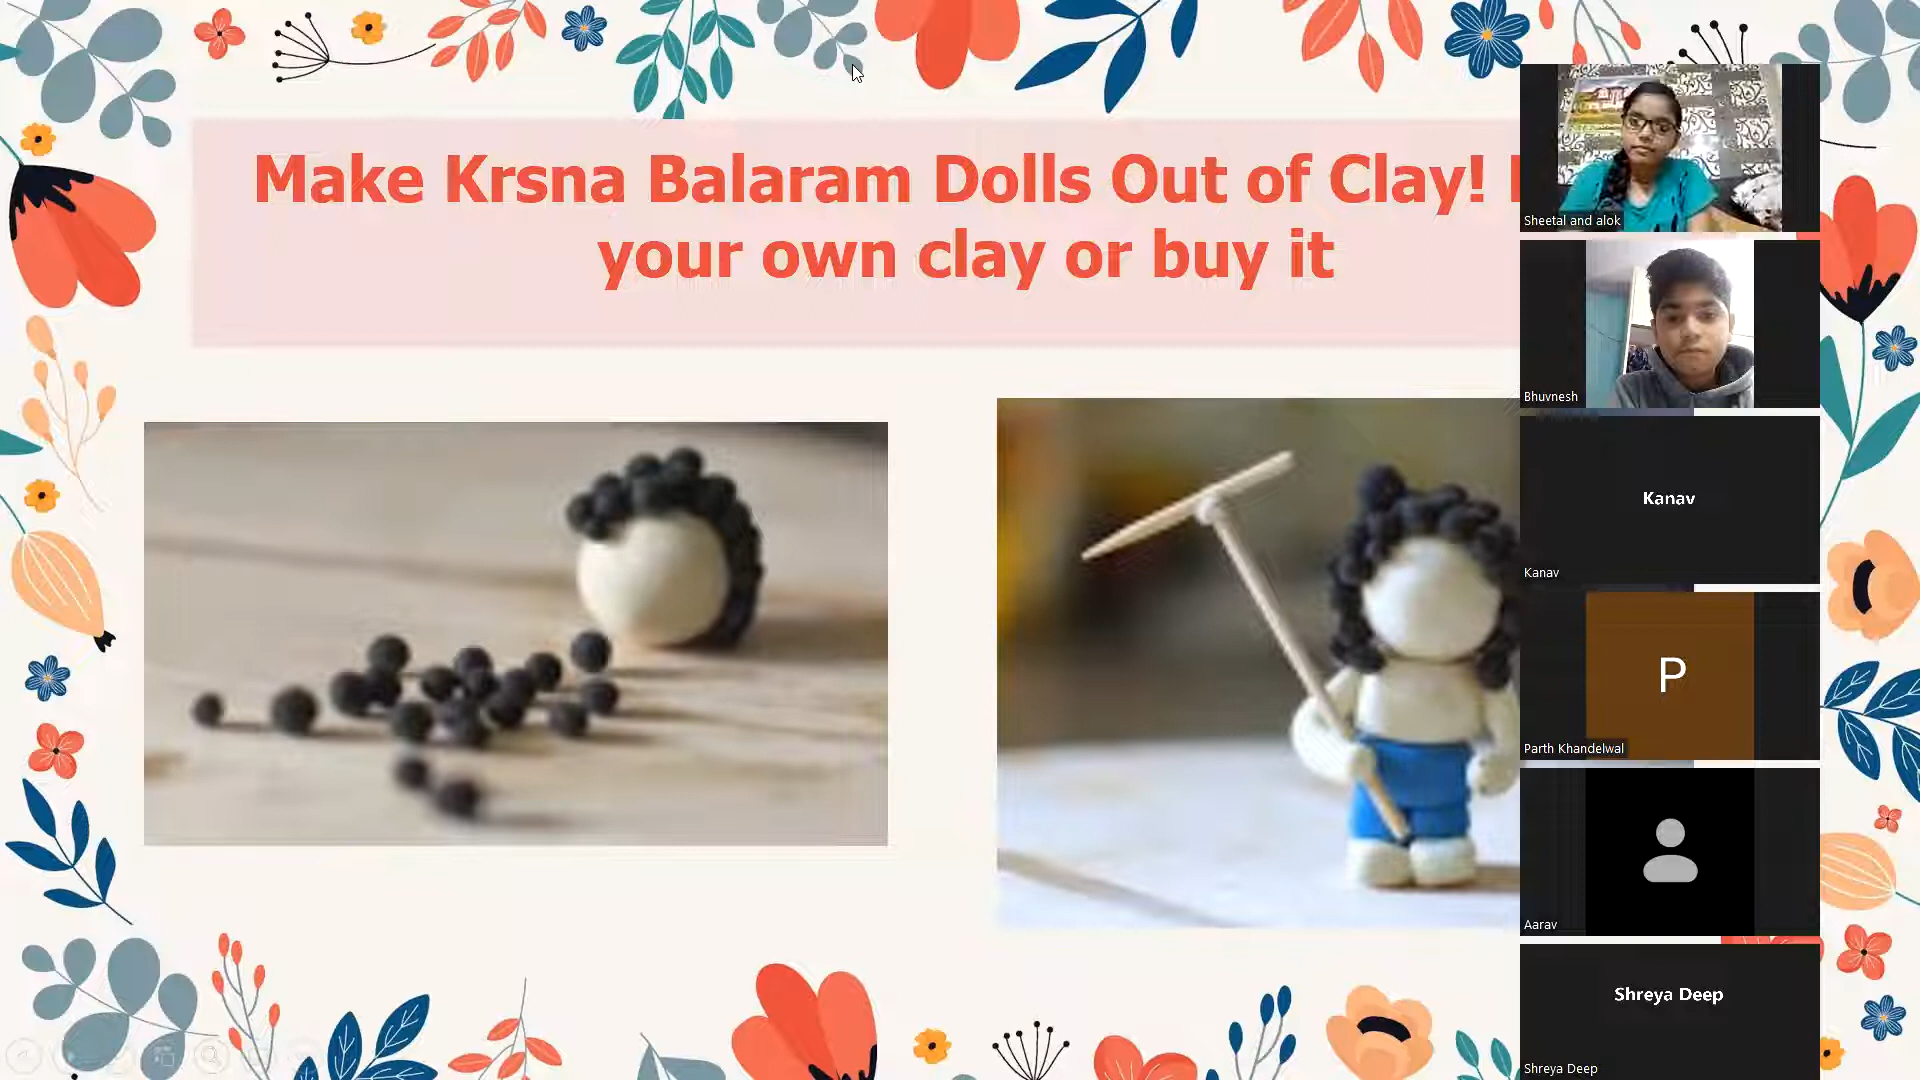 Make Krsna Balaram Dolls Out of Clay!
your own clay or buy it
Sheetal and alok
Bhuvnesh
Kanav
Kanav
P
Parth Khandelwal
Aarav
Shreya Deep
Shreya Deep